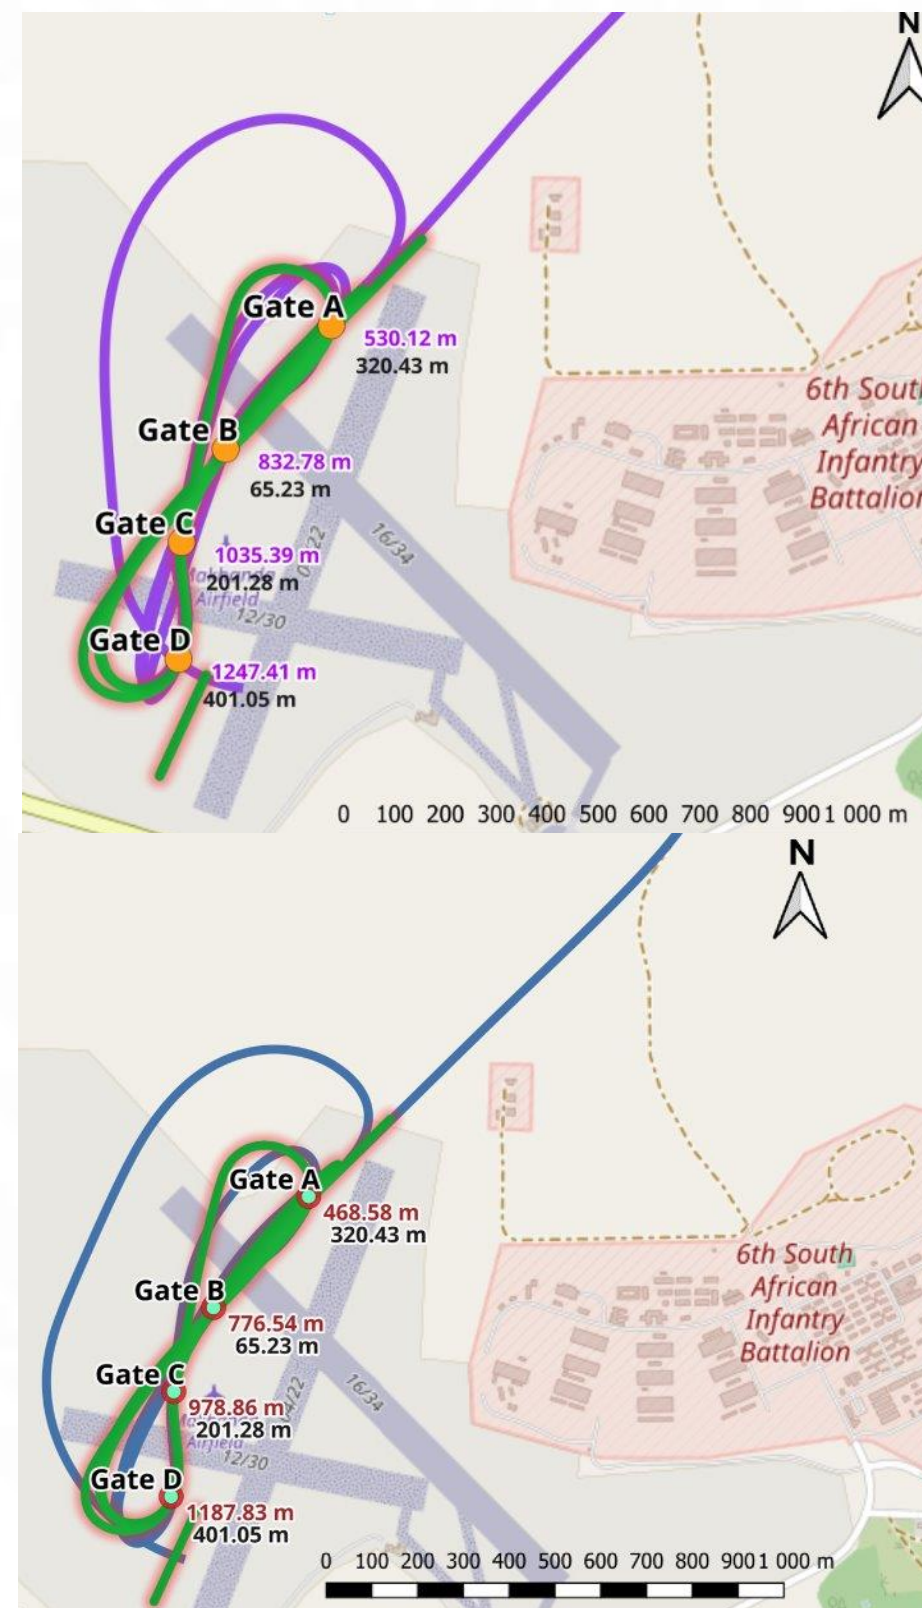 N
Gate A
530.12 m
320.43 m
6th Sout
African
Infantry
Battalion
Gate B
832.78 m
65.23 m
16/34
Gate C
1035.39 m
201.28 m
Airfield
12/30
Gate D
1247.41 m
401.05 m
0 100 200 300 400 500 600 700 800 900 1 000 m
N
Gate A
468.58 m
320.43 m
6th South
African
Infantry
Battalion
Gate B
776.54 m
65.23 m
16/34
Gate C
978.86 m
201.28 m
Airfield
12/30
Gate D
1187.83 m
401.05 m
0 100 200 300 400 500 600 700 800 900 1 000 m